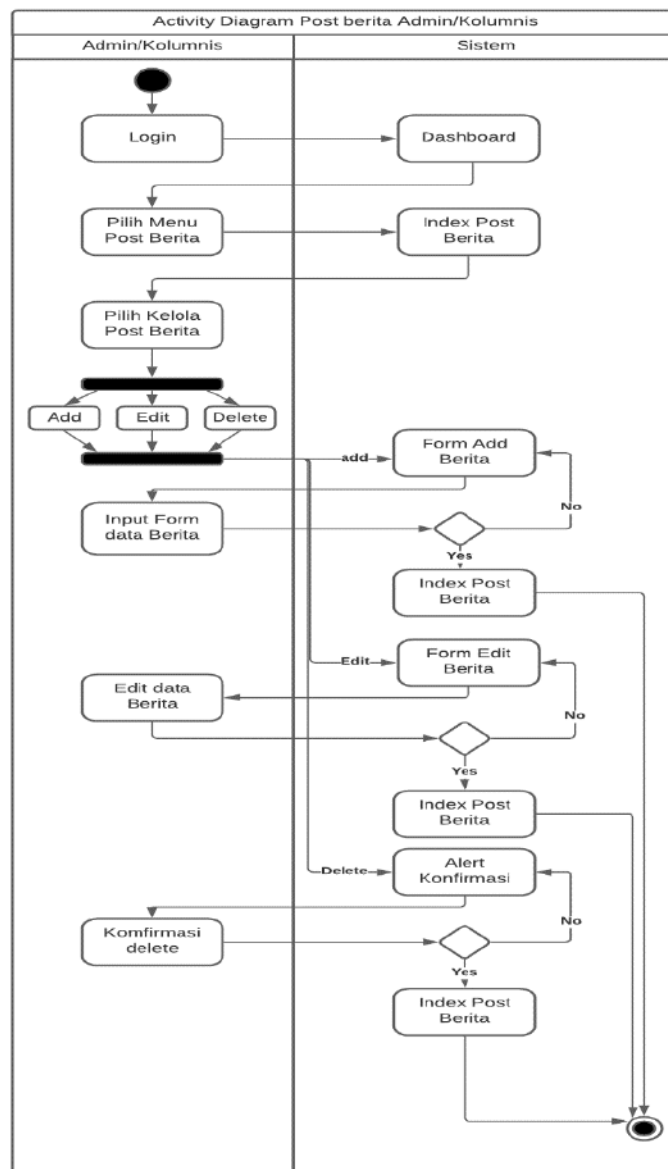 Activity Diagram Post berita Admin/Kolumnis
Admin/Kolumnis
Sistem
Login
Dashboard
Pilih Menu
Post Berita
Index Post
Berita
Pilih Kelola
Post Berita
Add
Edit
Delete
add
Form Add
Berita
No
Input Form
data Berita
Yes
Index Post
Berita
Edit
Form Edit
Berita
Edit data
Berita
No
Yes
Index Post
Berita
Delete
Alert
Konfirmasi
No
Komfirmasi
delete
Yes
Index Post
Berita